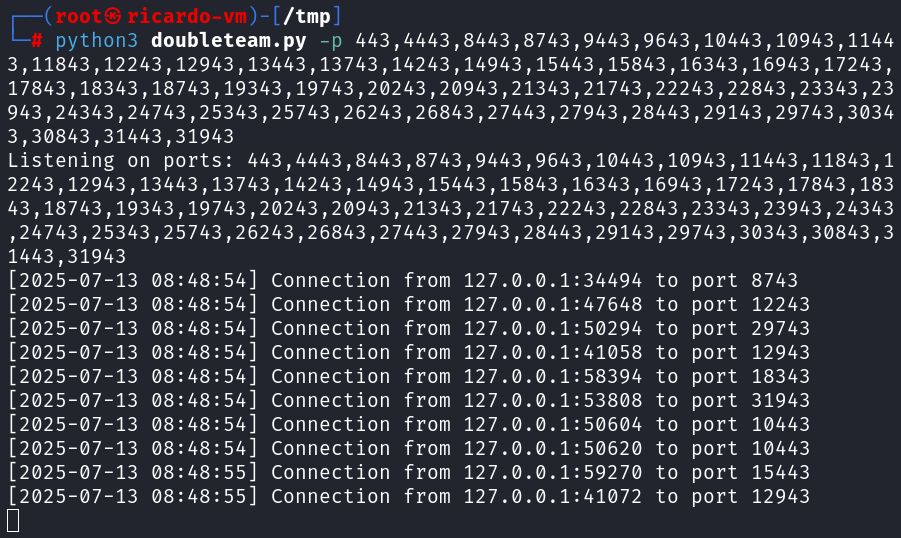 ┌──(root㉿ricardo-vm)-[/tmp]
└─# python3 doubleteam.py -p 443,4443,8443,8743,9443,9643,10443,10943,1144
3,11843,12243,12943,13443,13743,14243,14943,15443,15843,16343,16943,17243,
17843,18343,18743,19343,19743,20243,20943,21343,21743,22243,22843,23343,23
943,24343,24743,25343,25743,26243,26843,27443,27943,28443,29143,29743,3034
3,30843,31443,31943
Listening on ports: 443,4443,8443,8743,9443,9643,10443,10943,11443,11843,1
2243,12943,13443,13743,14243,14943,15443,15843,16343,16943,17243,17843,183
43,18743,19343,19743,20243,20943,21343,21743,22243,22843,23343,23943,24343
,24743,25343,25743,26243,26843,27443,27943,28443,29143,29743,30343,30843,3
1443,31943
[2025-07-13 08:48:54] Connection from 127.0.0.1:34494 to port 8743
[2025-07-13 08:48:54] Connection from 127.0.0.1:47648 to port 12243
[2025-07-13 08:48:54] Connection from 127.0.0.1:50294 to port 29743
[2025-07-13 08:48:54] Connection from 127.0.0.1:41058 to port 12943
[2025-07-13 08:48:54] Connection from 127.0.0.1:58394 to port 18343
[2025-07-13 08:48:54] Connection from 127.0.0.1:53808 to port 31943
[2025-07-13 08:48:54] Connection from 127.0.0.1:50604 to port 10443
[2025-07-13 08:48:54] Connection from 127.0.0.1:50620 to port 10443
[2025-07-13 08:48:55] Connection from 127.0.0.1:59270 to port 15443
[2025-07-13 08:48:55] Connection from 127.0.0.1:41072 to port 12943